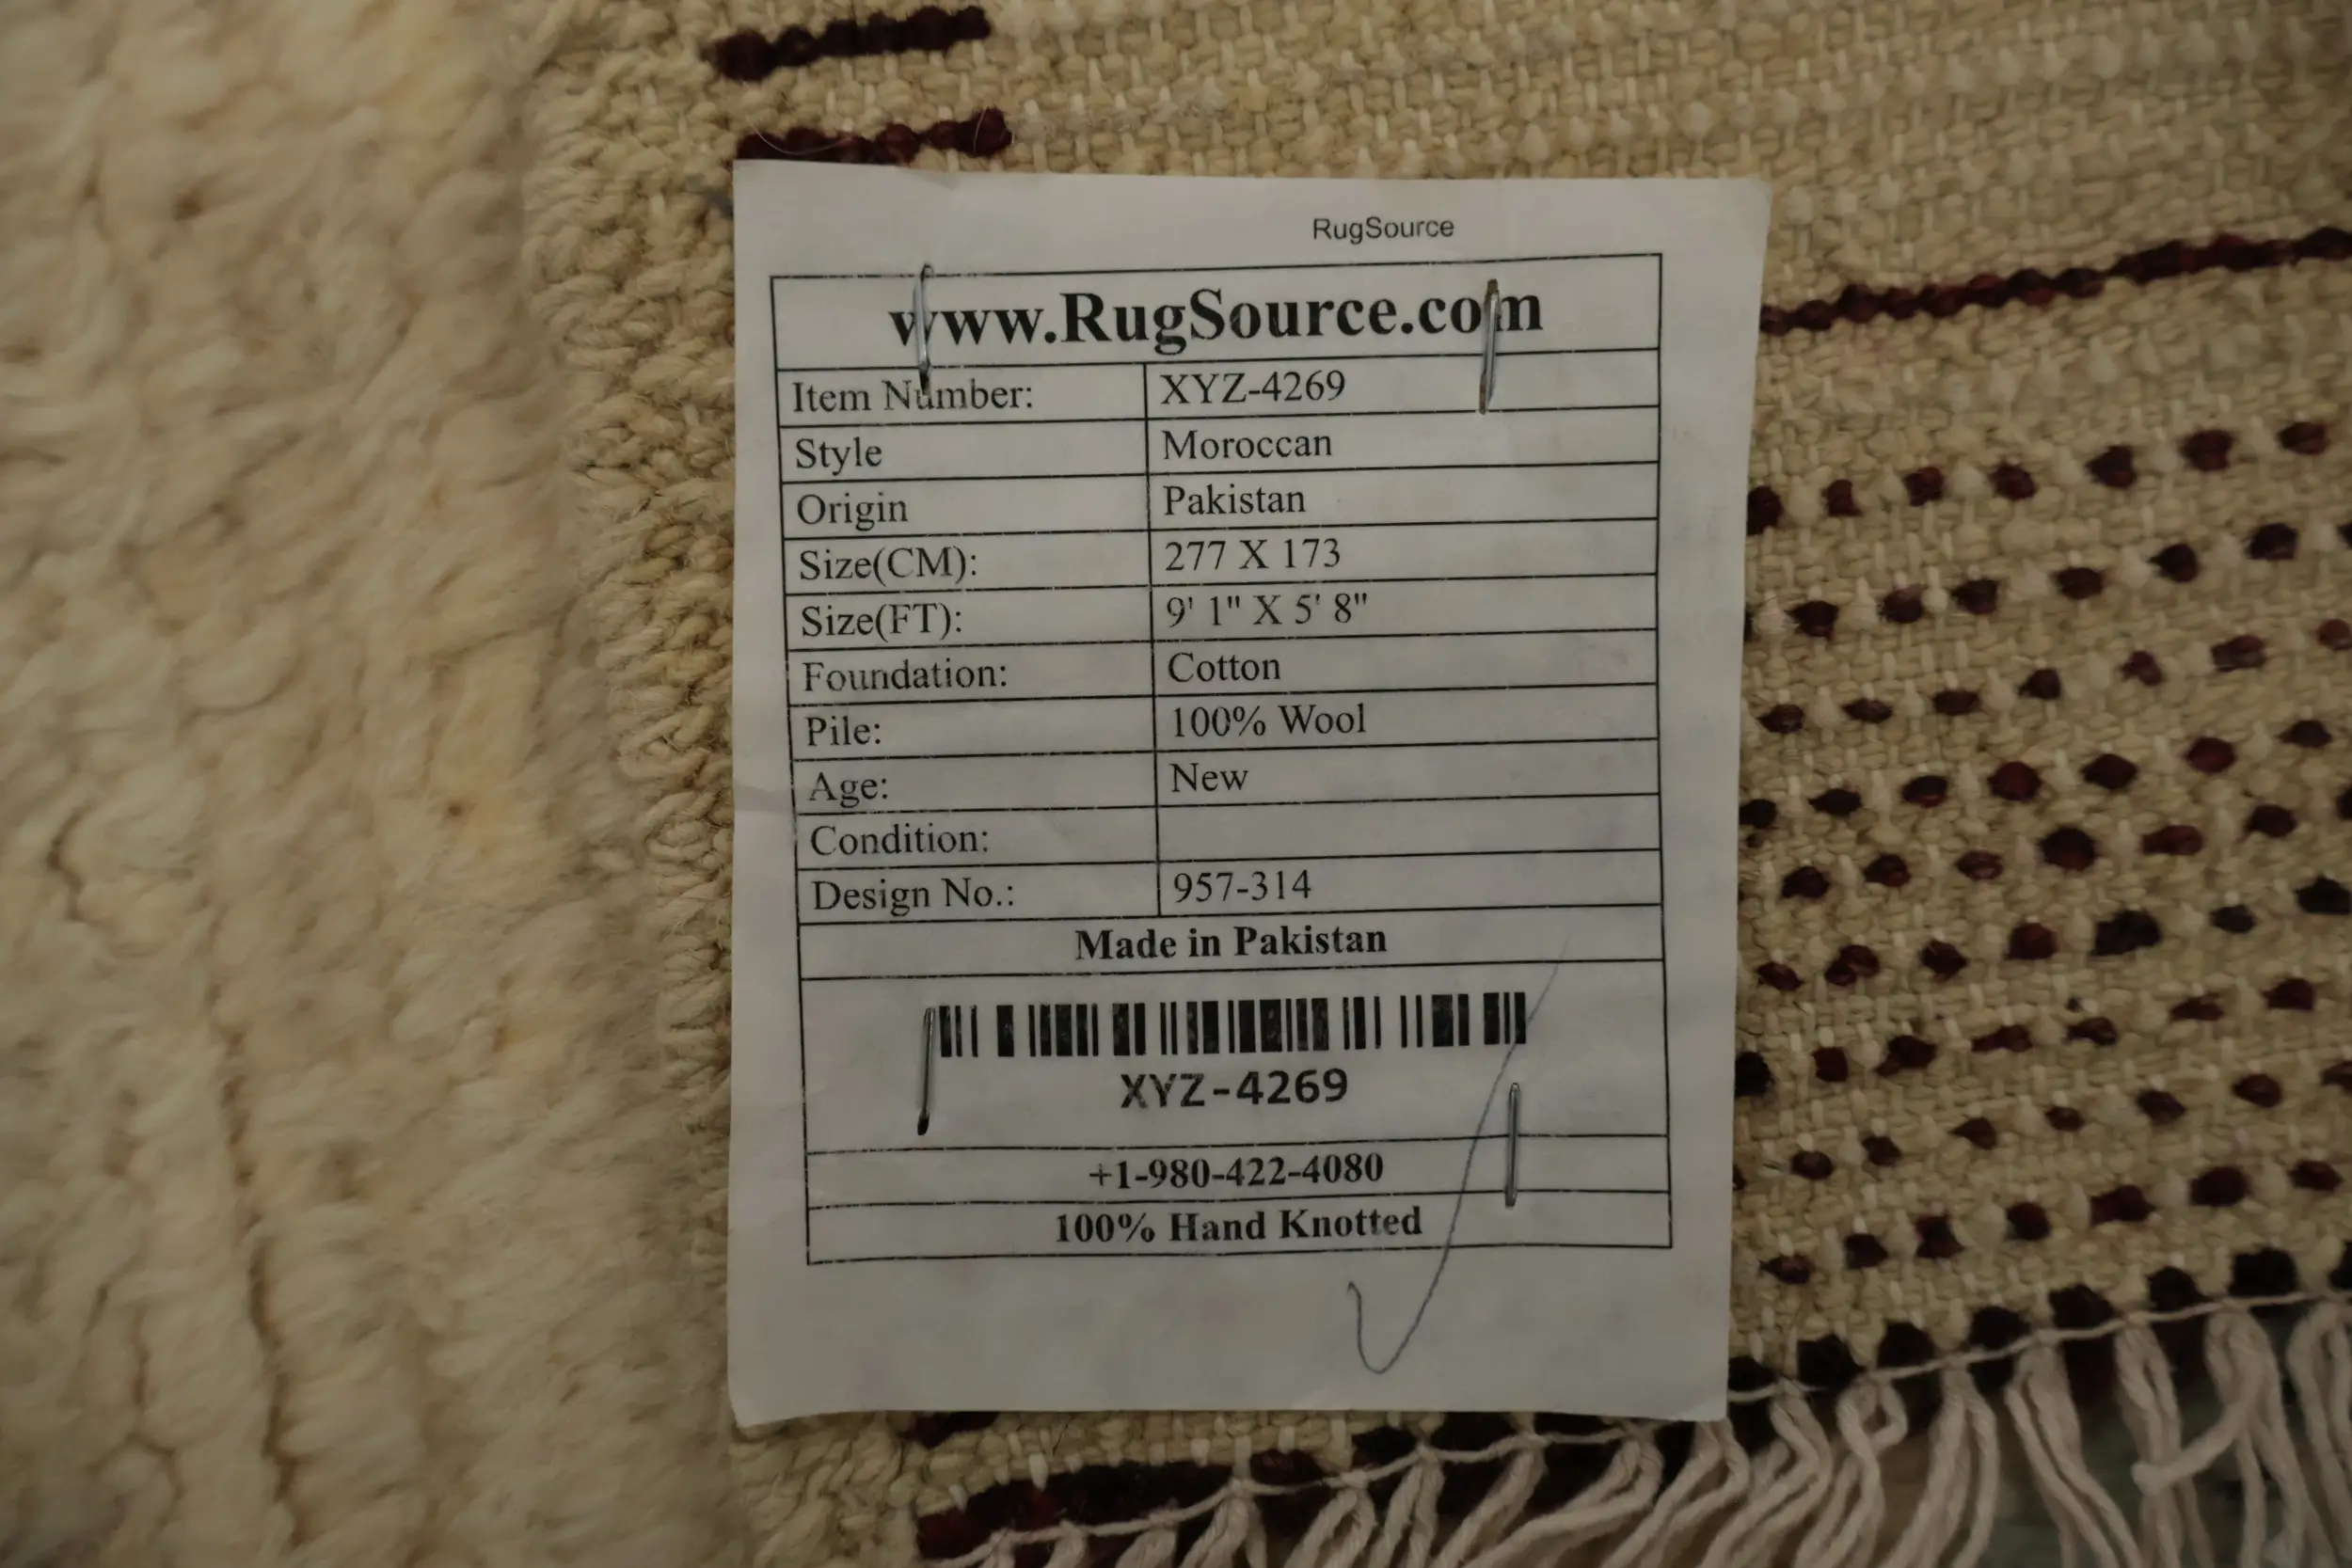 RugSource
www.RugSource.com
Item Number: XYZ-4269
Style Moroccan
Origin Pakistan
Size(CM): 277 X 173
Size(FT): 9' 1" X 5' 8"
Foundation: Cotton
Pile: 100% Wool
Age: New
Condition:
Design No.: 957-314
Made in Pakistan
XYZ-4269
+1-980-422-4080
100% Hand Knotted